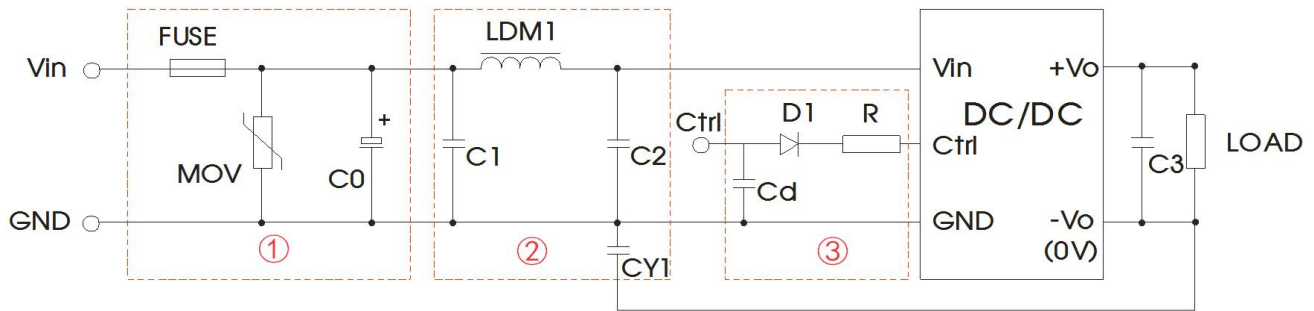 FUSE
LDM1
Vin
Vin
+Vo
DC/DC
D1
R
Ctrl
Ctrl
+
MOV
C0
C1
C2
Cd
C3
LOAD
GND
GND
-Vo
(0V)
①
②
③
CY1